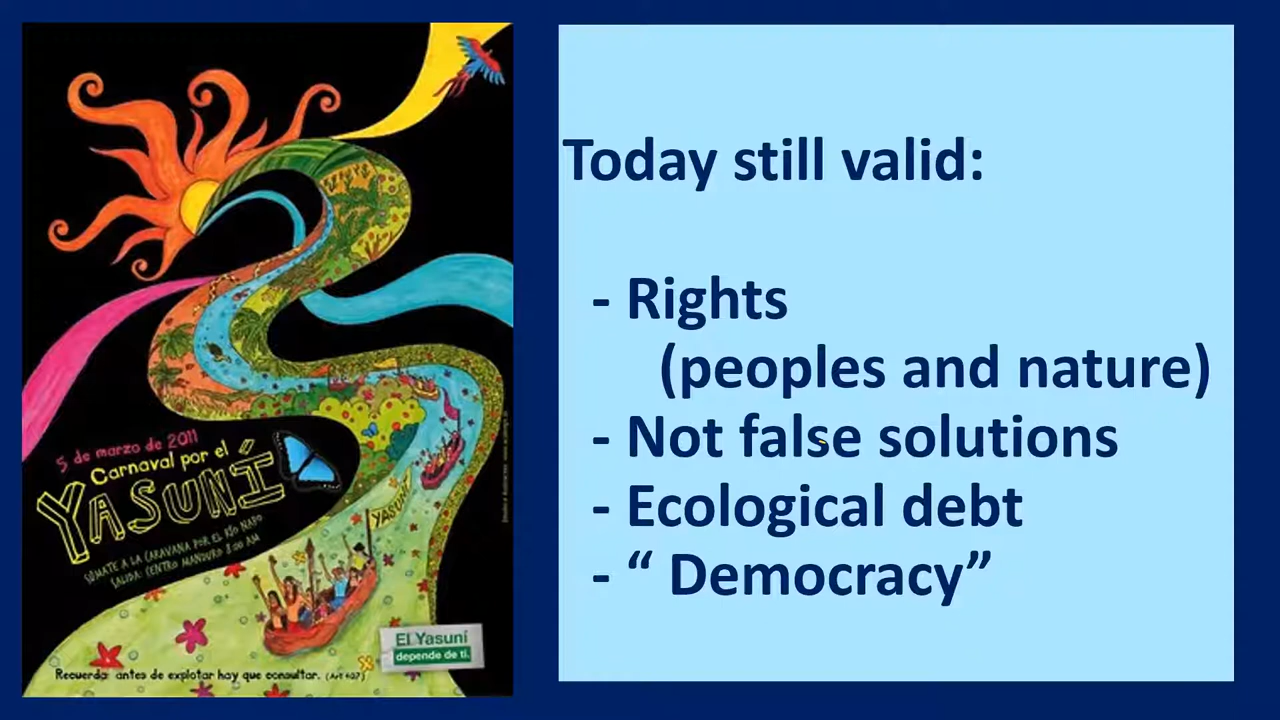 5 de marzo de 2011
Carnaval por el
YASUNÍ
SÚMATE A LA CARAVANA POR EL RÍO NAPO
SALIDA: CENTRO MANDURO 8:00 AM
YASUNÍ
El Yasuní
depende de ti.
Recuerda: antes de explotar hay que consultar. (Art 407)
Today still valid:
- Rights
(peoples and nature)
- Not false solutions
- Ecological debt
- “ Democracy”